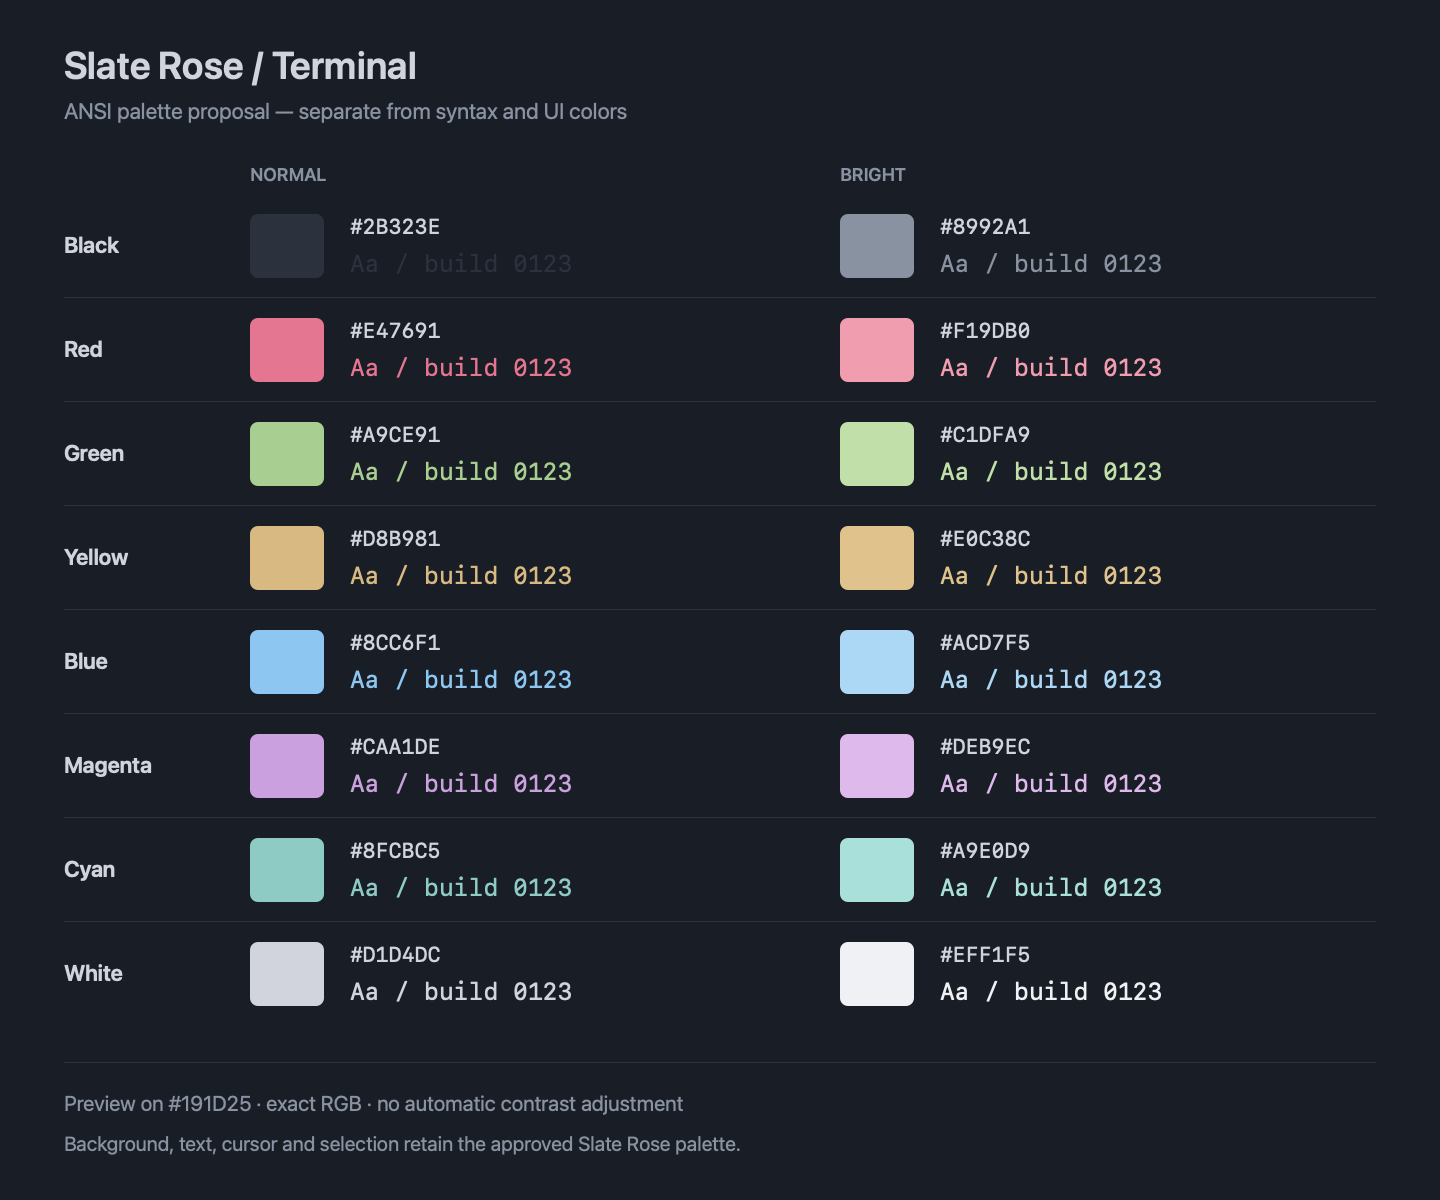 Slate Rose / Terminal
ANSI palette proposal — separate from syntax and UI colors
NORMAL BRIGHT
Black #2B323E Aa / build 0123 #8992A1 Aa / build 0123
Red #E47691 Aa / build 0123 #F19DB0 Aa / build 0123
Green #A9CE91 Aa / build 0123 #C1DFA9 Aa / build 0123
Yellow #D8B981 Aa / build 0123 #E0C38C Aa / build 0123
Blue #8CC6F1 Aa / build 0123 #ACD7F5 Aa / build 0123
Magenta #CAA1DE Aa / build 0123 #DEB9EC Aa / build 0123
Cyan #8FCBC5 Aa / build 0123 #A9E0D9 Aa / build 0123
White #D1D4DC Aa / build 0123 #EFF1F5 Aa / build 0123
Preview on #191D25 · exact RGB · no automatic contrast adjustment
Background, text, cursor and selection retain the approved Slate Rose palette.